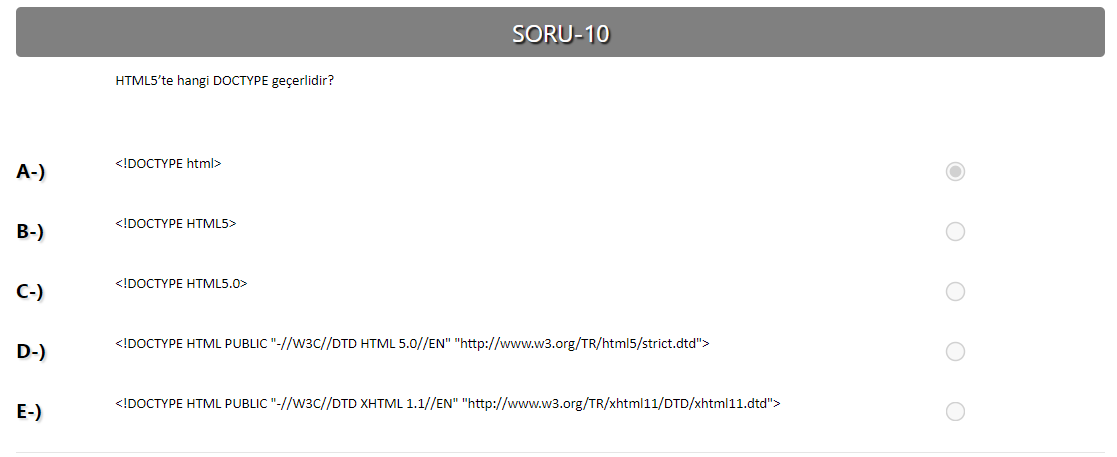 SORU-10
HTML5’te hangi DOCTYPE geçerlidir?
A-) <!DOCTYPE html>
B-) <!DOCTYPE HTML5>
C-) <!DOCTYPE HTML5.0>
D-) <!DOCTYPE HTML PUBLIC "-//W3C//DTD HTML 5.0//EN" "http://www.w3.org/TR/html5/strict.dtd">
E-) <!DOCTYPE HTML PUBLIC "-//W3C//DTD XHTML 1.1//EN" "http://www.w3.org/TR/xhtml11/DTD/xhtml11.dtd">